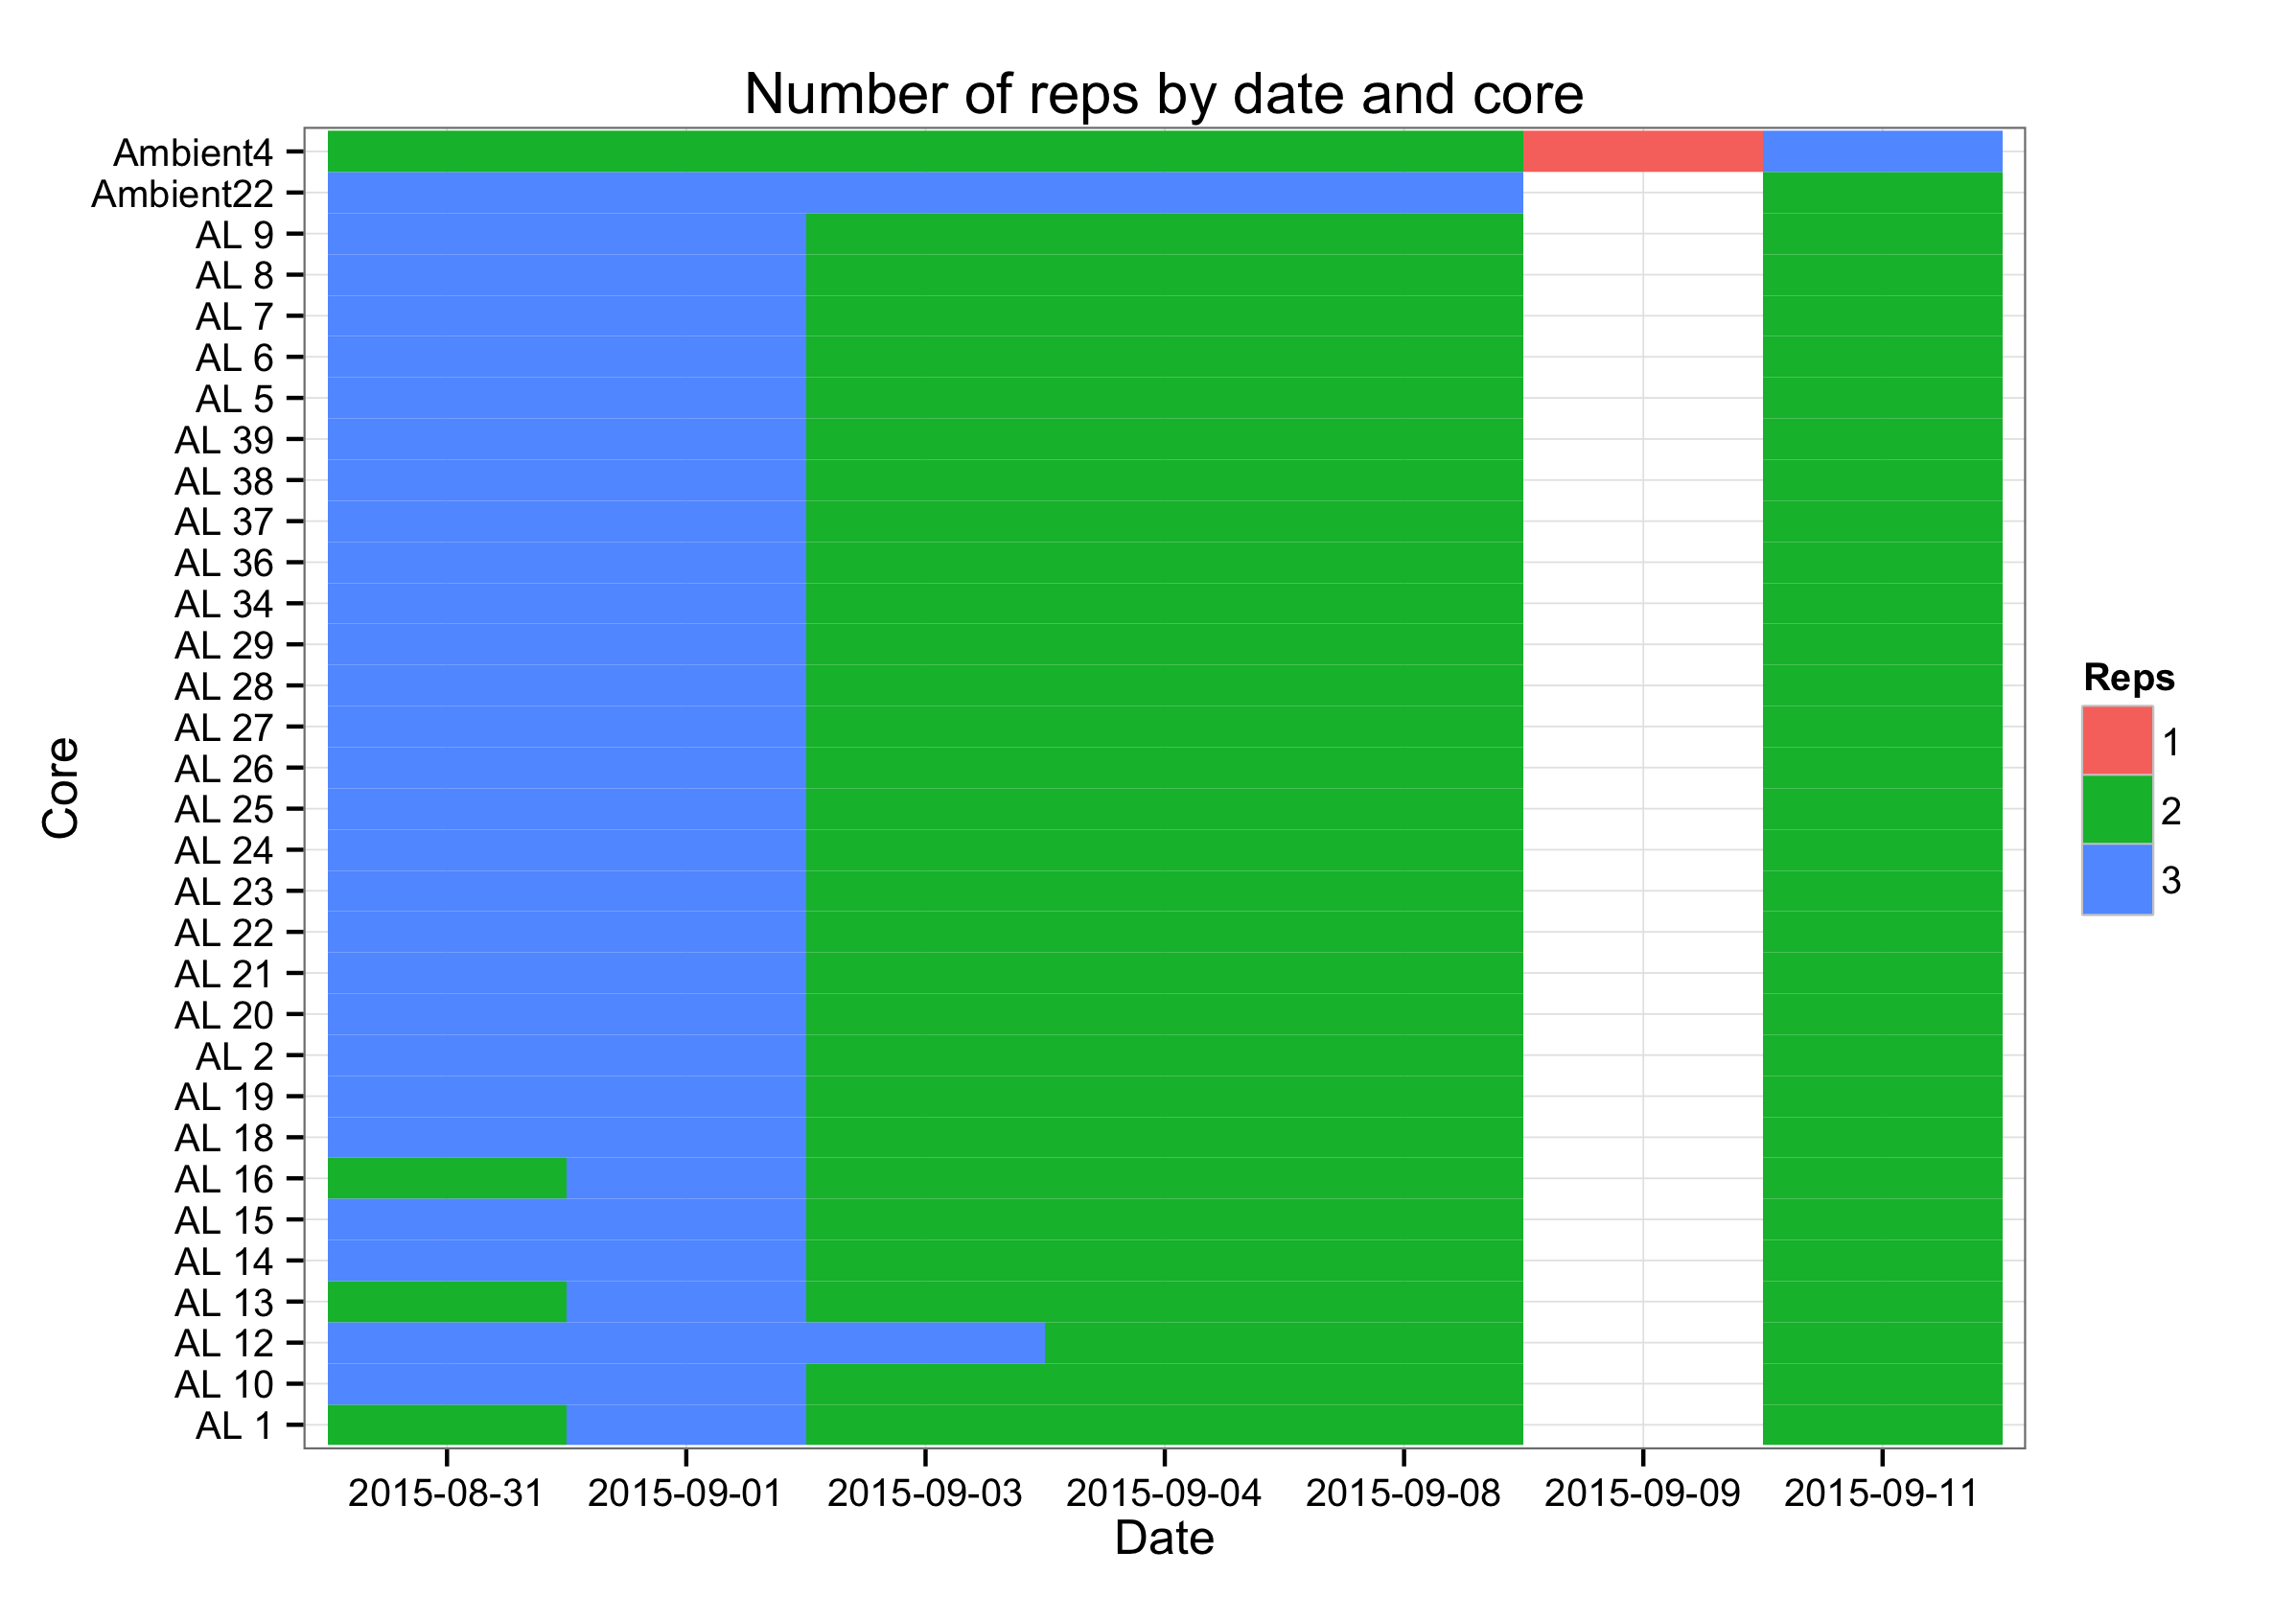 Number of reps by date and core
Ambient4
Ambient22
AL 9
AL 8
AL 7
AL 6
AL 5
AL 39
AL 38
AL 37
AL 36
AL 34
AL 29
AL 28
AL 27
AL 26
AL 25
AL 24
AL 23
AL 22
AL 21
AL 20
AL 2
AL 19
AL 18
AL 16
AL 15
AL 14
AL 13
AL 12
AL 10
AL 1
Core
2015-08-31 2015-09-01 2015-09-03 2015-09-04 2015-09-08 2015-09-09 2015-09-11
Date
Reps
1
2
3